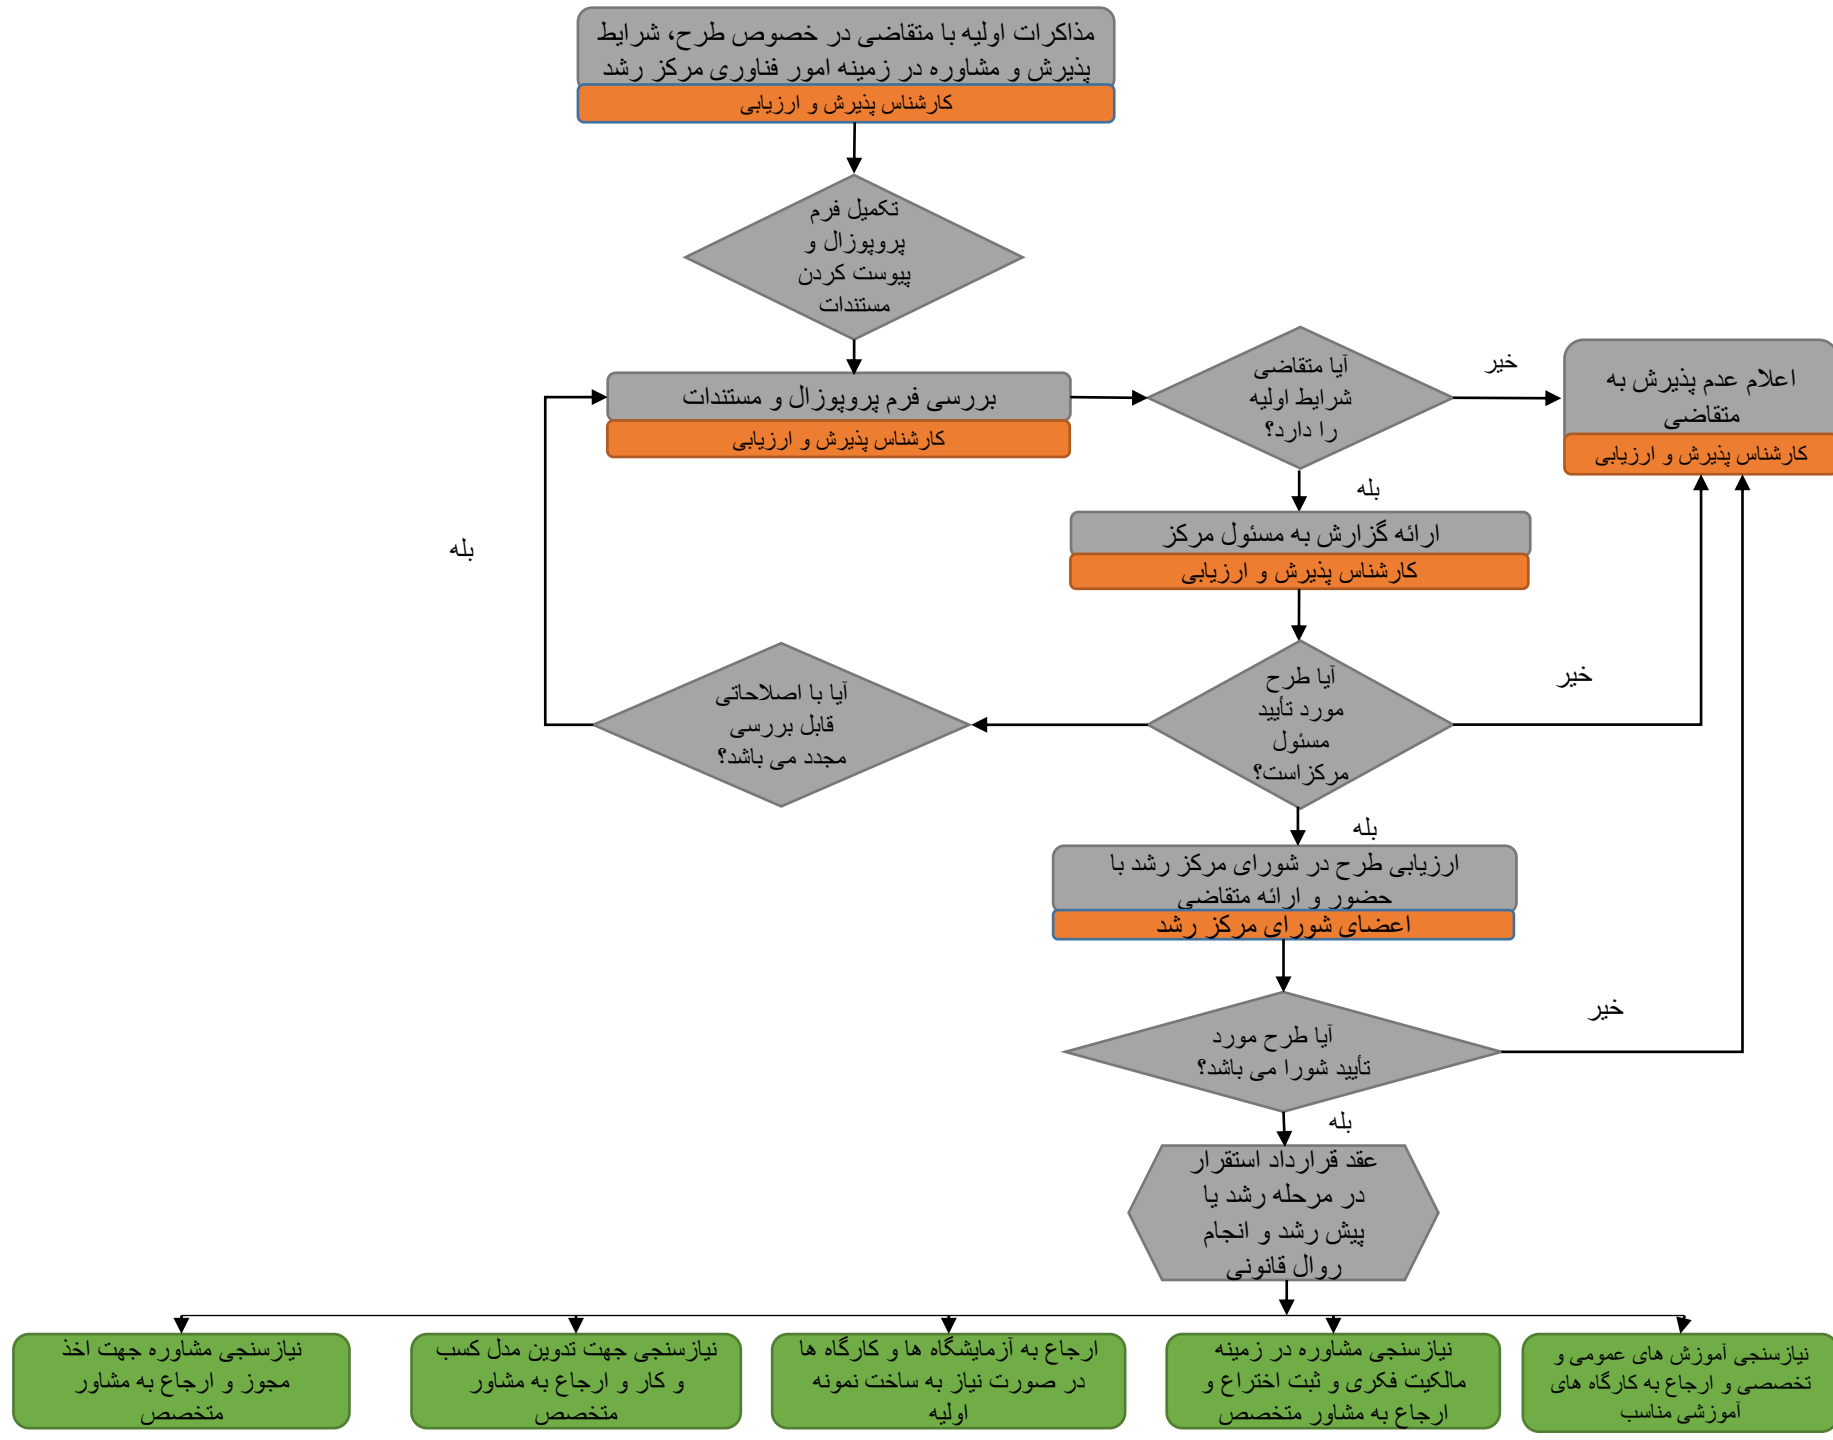 مذاکرات اولیه با متقاضی در خصوص طرح، شرایط
پذیرش و مشاوره در زمینه امور فناوری مرکز رشد
کارشناس پذیرش و ارزیابی
تکمیل فرم
پروپوزال و
پیوست کردن
مستندات
بررسی فرم پروپوزال و مستندات
کارشناس پذیرش و ارزیابی
آیا متقاضی
شرایط اولیه
را دارد؟
خیر
اعلام عدم پذیرش به
متقاضی
کارشناس پذیرش و ارزیابی
بله
ارائه گزارش به مسئول مرکز
کارشناس پذیرش و ارزیابی
آیا طرح
مورد تأیید
مسئول
مرکزاست؟
خیر
آیا با اصلاحاتی
قابل بررسی
مجدد می باشد؟
بله
بله
ارزیابی طرح در شورای مرکز رشد با
حضور و ارائه متقاضی
اعضای شورای مرکز رشد
آیا طرح مورد
تأیید شورا می باشد؟
خیر
بله
عقد قرارداد استقرار
در مرحله رشد یا
پیش رشد و انجام
روال قانونی
نیازسنجی آموزش های عمومی و
تخصصی و ارجاع به کارگاه های
آموزشی مناسب
نیازسنجی مشاوره در زمینه
مالکیت فکری و ثبت اختراع و
ارجاع به مشاور متخصص
ارجاع به آزمایشگاه ها و کارگاه ها
در صورت نیاز به ساخت نمونه
اولیه
نیازسنجی جهت تدوین مدل کسب
و کار و ارجاع به مشاور
متخصص
نیازسنجی مشاوره جهت اخذ
مجوز و ارجاع به مشاور
متخصص